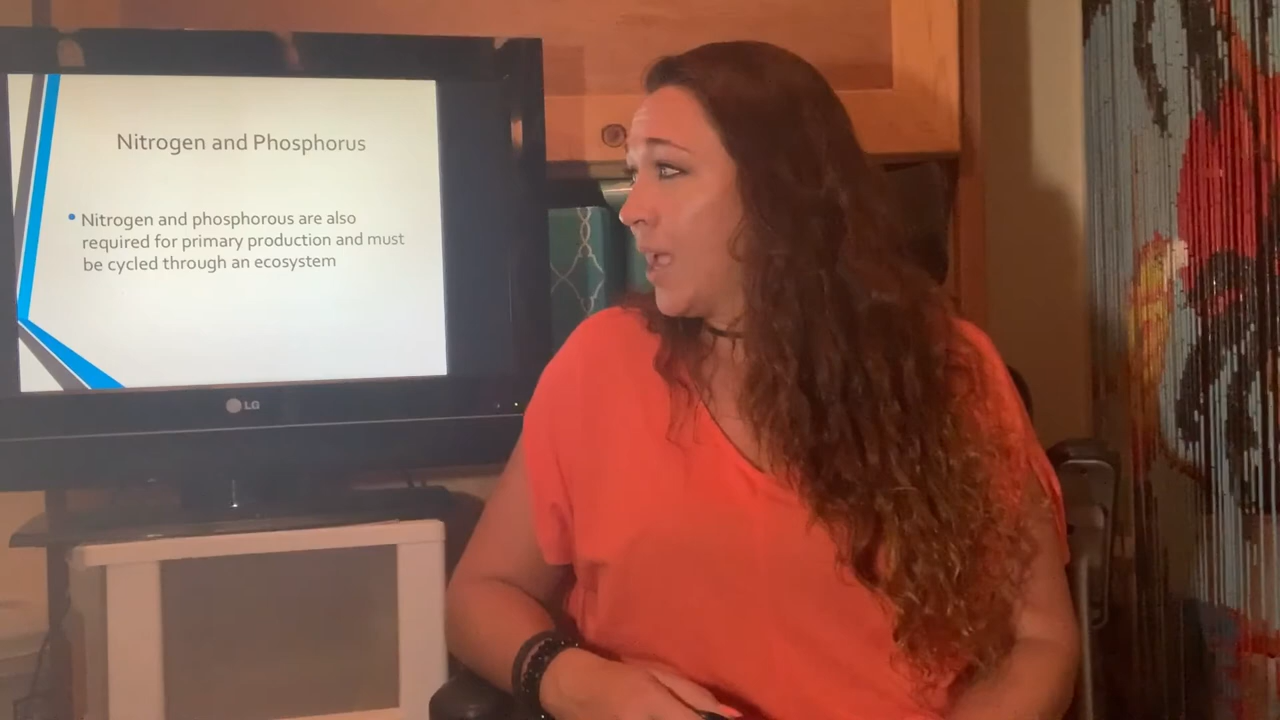 Nitrogen and Phosphorus
Nitrogen and phosphorous are also
required for primary production and must
be cycled through an ecosystem
LG